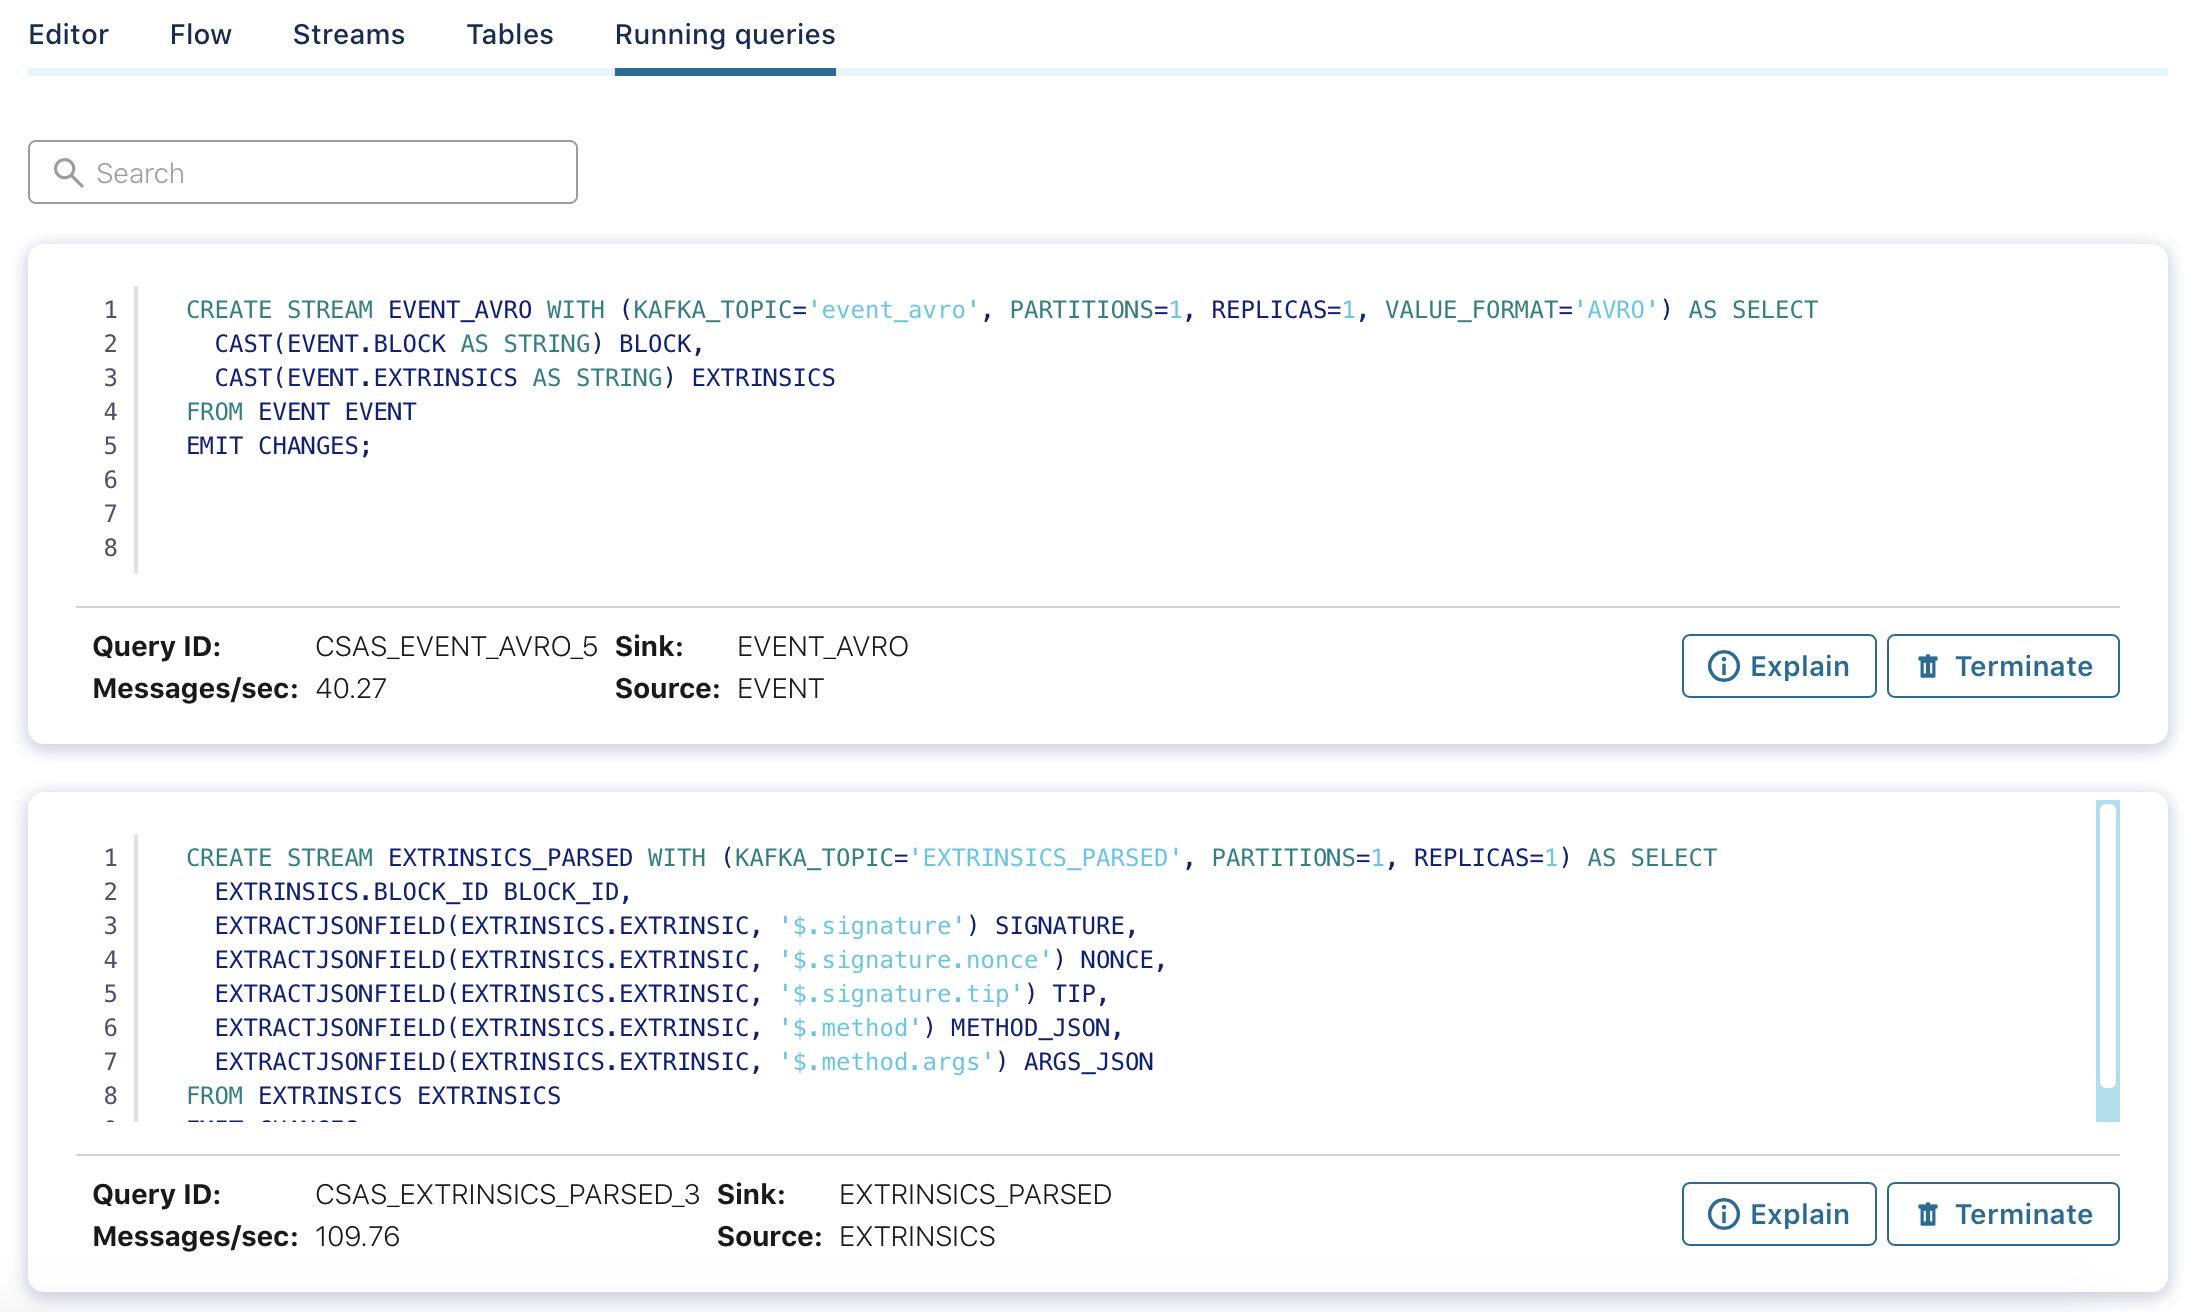 Editor Flow Streams Tables Running queries
Search
1 CREATE STREAM EVENT_AVRO WITH (KAFKA_TOPIC='event_avro', PARTITIONS=1, REPLICAS=1, VALUE_FORMAT='AVRO') AS SELECT
2 CAST(EVENT.BLOCK AS STRING) BLOCK,
3 CAST(EVENT.EXTRINSICS AS STRING) EXTRINSICS
4 FROM EVENT EVENT
5 EMIT CHANGES;
6
7
8
Query ID: CSAS_EVENT_AVRO_5 Sink: EVENT_AVRO
Messages/sec: 40.27 Source: EVENT
Explain Terminate
1 CREATE STREAM EXTRINSICS_PARSED WITH (KAFKA_TOPIC='EXTRINSICS_PARSED', PARTITIONS=1, REPLICAS=1) AS SELECT
2 EXTRINSICS.BLOCK_ID BLOCK_ID,
3 EXTRACTJSONFIELD(EXTRINSICS.EXTRINSIC, '$.signature') SIGNATURE,
4 EXTRACTJSONFIELD(EXTRINSICS.EXTRINSIC, '$.signature.nonce') NONCE,
5 EXTRACTJSONFIELD(EXTRINSICS.EXTRINSIC, '$.signature.tip') TIP,
6 EXTRACTJSONFIELD(EXTRINSICS.EXTRINSIC, '$.method') METHOD_JSON,
7 EXTRACTJSONFIELD(EXTRINSICS.EXTRINSIC, '$.method.args') ARGS_JSON
8 FROM EXTRINSICS EXTRINSICS
Query ID: CSAS_EXTRINSICS_PARSED_3 Sink: EXTRINSICS_PARSED
Messages/sec: 109.76 Source: EXTRINSICS
Explain Terminate